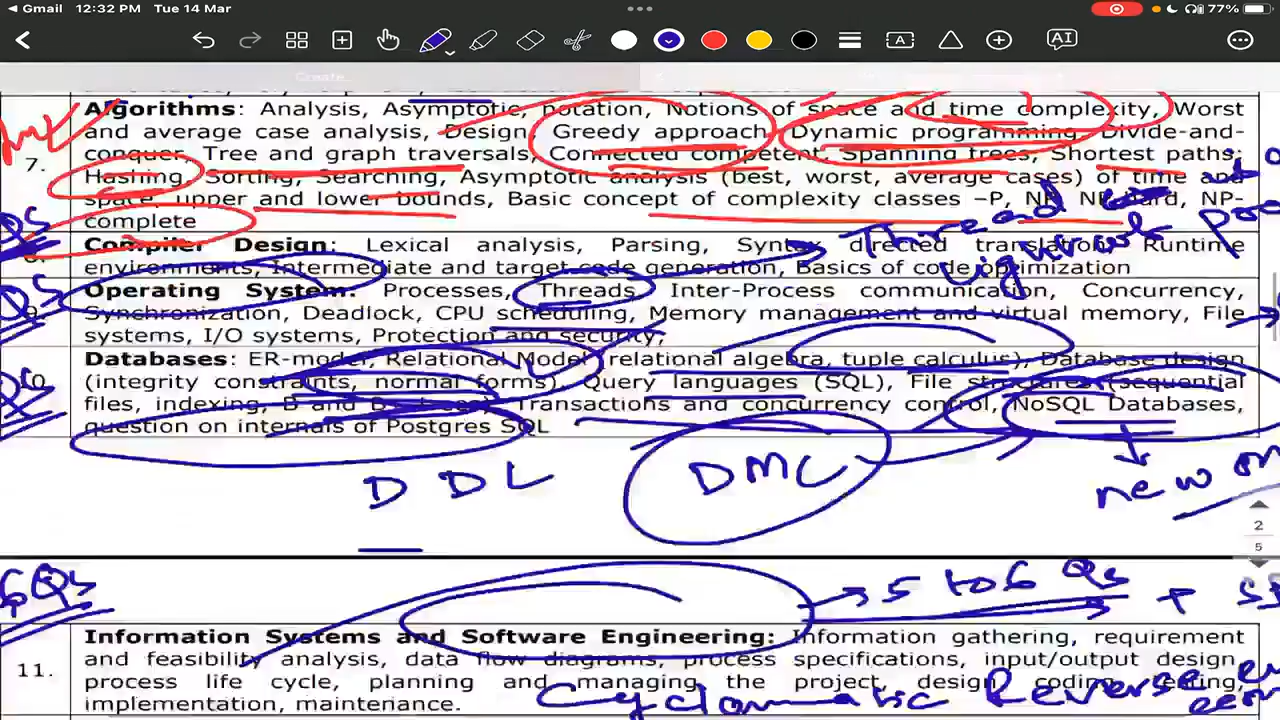 Gmail 12:32 PM Tue 14 Mar
77%
A
AI
Create
Algorithms: Analysis, Asymptotic, notation, Notions of space and time complexity, Worst
and average case analysis, Design, Greedy approach, Dynamic programming, Divide-and-
conquer, Tree and graph traversals, Connected competent, Spanning trees, Shortest paths;
7.
Hashing, Sorting, Searching, Asymptotic analysis (best, worst, average cases) of time and
space, upper and lower bounds, Basic concept of complexity classes –P, NP, NP-hard, NP-
complete
Thread
Compiler Design: Lexical analysis, Parsing, Syntax directed translation, Runtime
environments, Intermediate and target code generation, Basics of code optimization
Operating System: Processes, Threads, Inter-Process communication, Concurrency,
9.
Synchronization, Deadlock, CPU scheduling, Memory management and virtual memory, File
systems, I/O systems, Protection and security,
Databases: ER-model, Relational Model (relational algebra, tuple calculus), Database design
(integrity constraints, normal forms), Query languages (SQL), File structures (sequential
files, indexing, B and B+ trees), Transactions and concurrency control, NoSQL Databases,
question on internals of Postgres SQL
DDL
DML
new
2
5
6 Qs
5 to 6 Qs +
Information Systems and Software Engineering: Information gathering, requirement
11.
and feasibility analysis, data flow diagrams, process specifications, input/output design,
process life cycle, planning and managing the project, design, coding, testing,
implementation, maintenance.
Cyclomatic Reverse